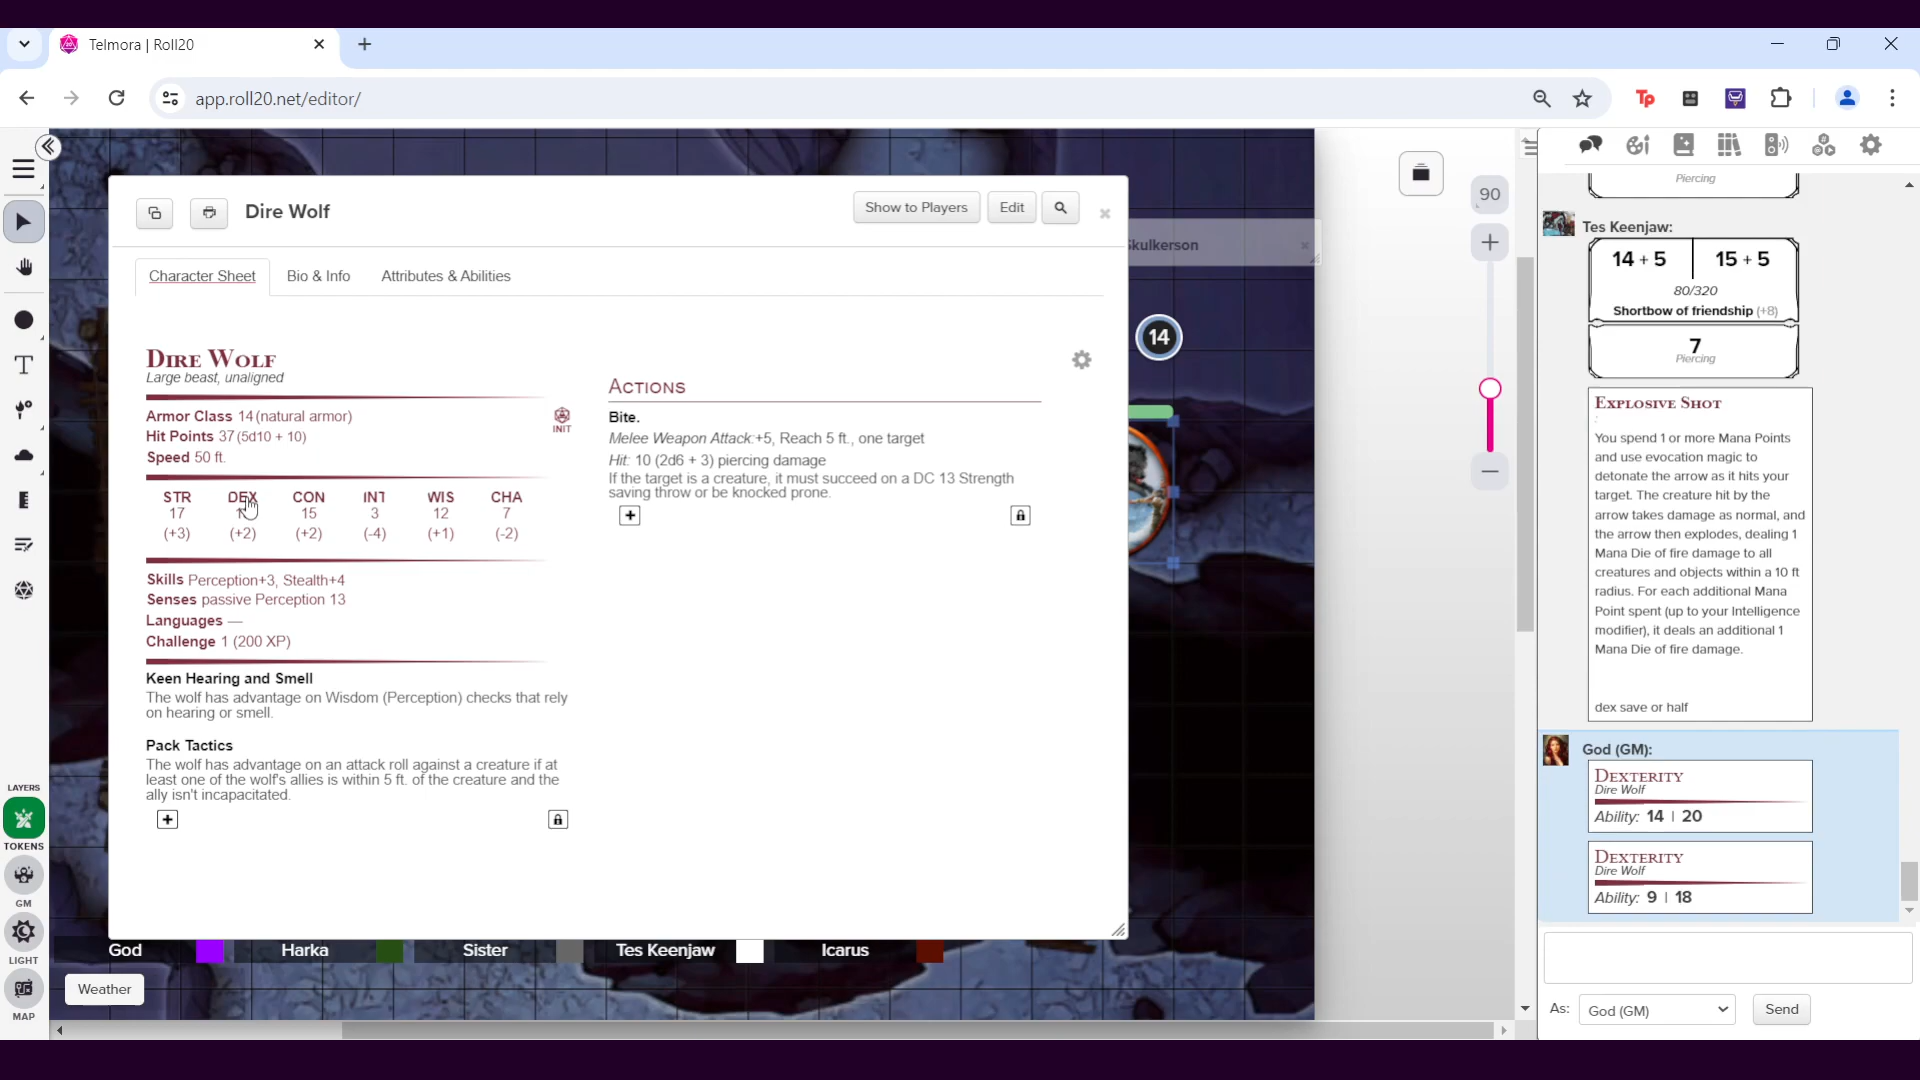 Telmora | Roll20
app.roll20.net/editor/
Dire Wolf
Show to Players
Edit
Character Sheet
Bio & Info
Attributes & Abilities
Dire Wolf
Large beast, unaligned
Armor Class 14 (natural armor)
Hit Points 37 (5d10 + 10)
Speed 50 ft.
INIT
STR DEX CON INT WIS CHA
17 15 3 12 7
(+3) (+2) (+2) (-4) (+1) (-2)
Skills Perception+3, Stealth+4
Senses passive Perception 13
Languages —
Challenge 1 (200 XP)
Keen Hearing and Smell
The wolf has advantage on Wisdom (Perception) checks that rely
on hearing or smell.
Pack Tactics
The wolf has advantage on an attack roll against a creature if at
least one of the wolf's allies is within 5 ft. of the creature and the
ally isn't incapacitated.
Actions
Bite.
Melee Weapon Attack:+5, Reach 5 ft., one target
Hit: 10 (2d6 + 3) piercing damage
If the target is a creature, it must succeed on a DC 13 Strength
saving throw or be knocked prone.
Skulkerson
14
90
LAYERS
TOKENS
GM
LIGHT
MAP
God
Harka
Sister
Tes Keenjaw
Icarus
Weather
Piercing
Tes Keenjaw:
14 + 5 15 + 5
80/320
Shortbow of friendship (+8)
7
Piercing
Explosive Shot
You spend 1 or more Mana Points
and use evocation magic to
detonate the arrow as it hits your
target. The creature hit by the
arrow takes damage as normal, and
the arrow then explodes, dealing 1
Mana Die of fire damage to all
creatures and objects within a 10 ft
radius. For each additional Mana
Point spent (up to your Intelligence
modifier), it deals an additional 1
Mana Die of fire damage.
dex save or half
God (GM):
Dexterity
Dire Wolf
Ability: 14 | 20
Dexterity
Dire Wolf
Ability: 9 | 18
As:
God (GM)
Send